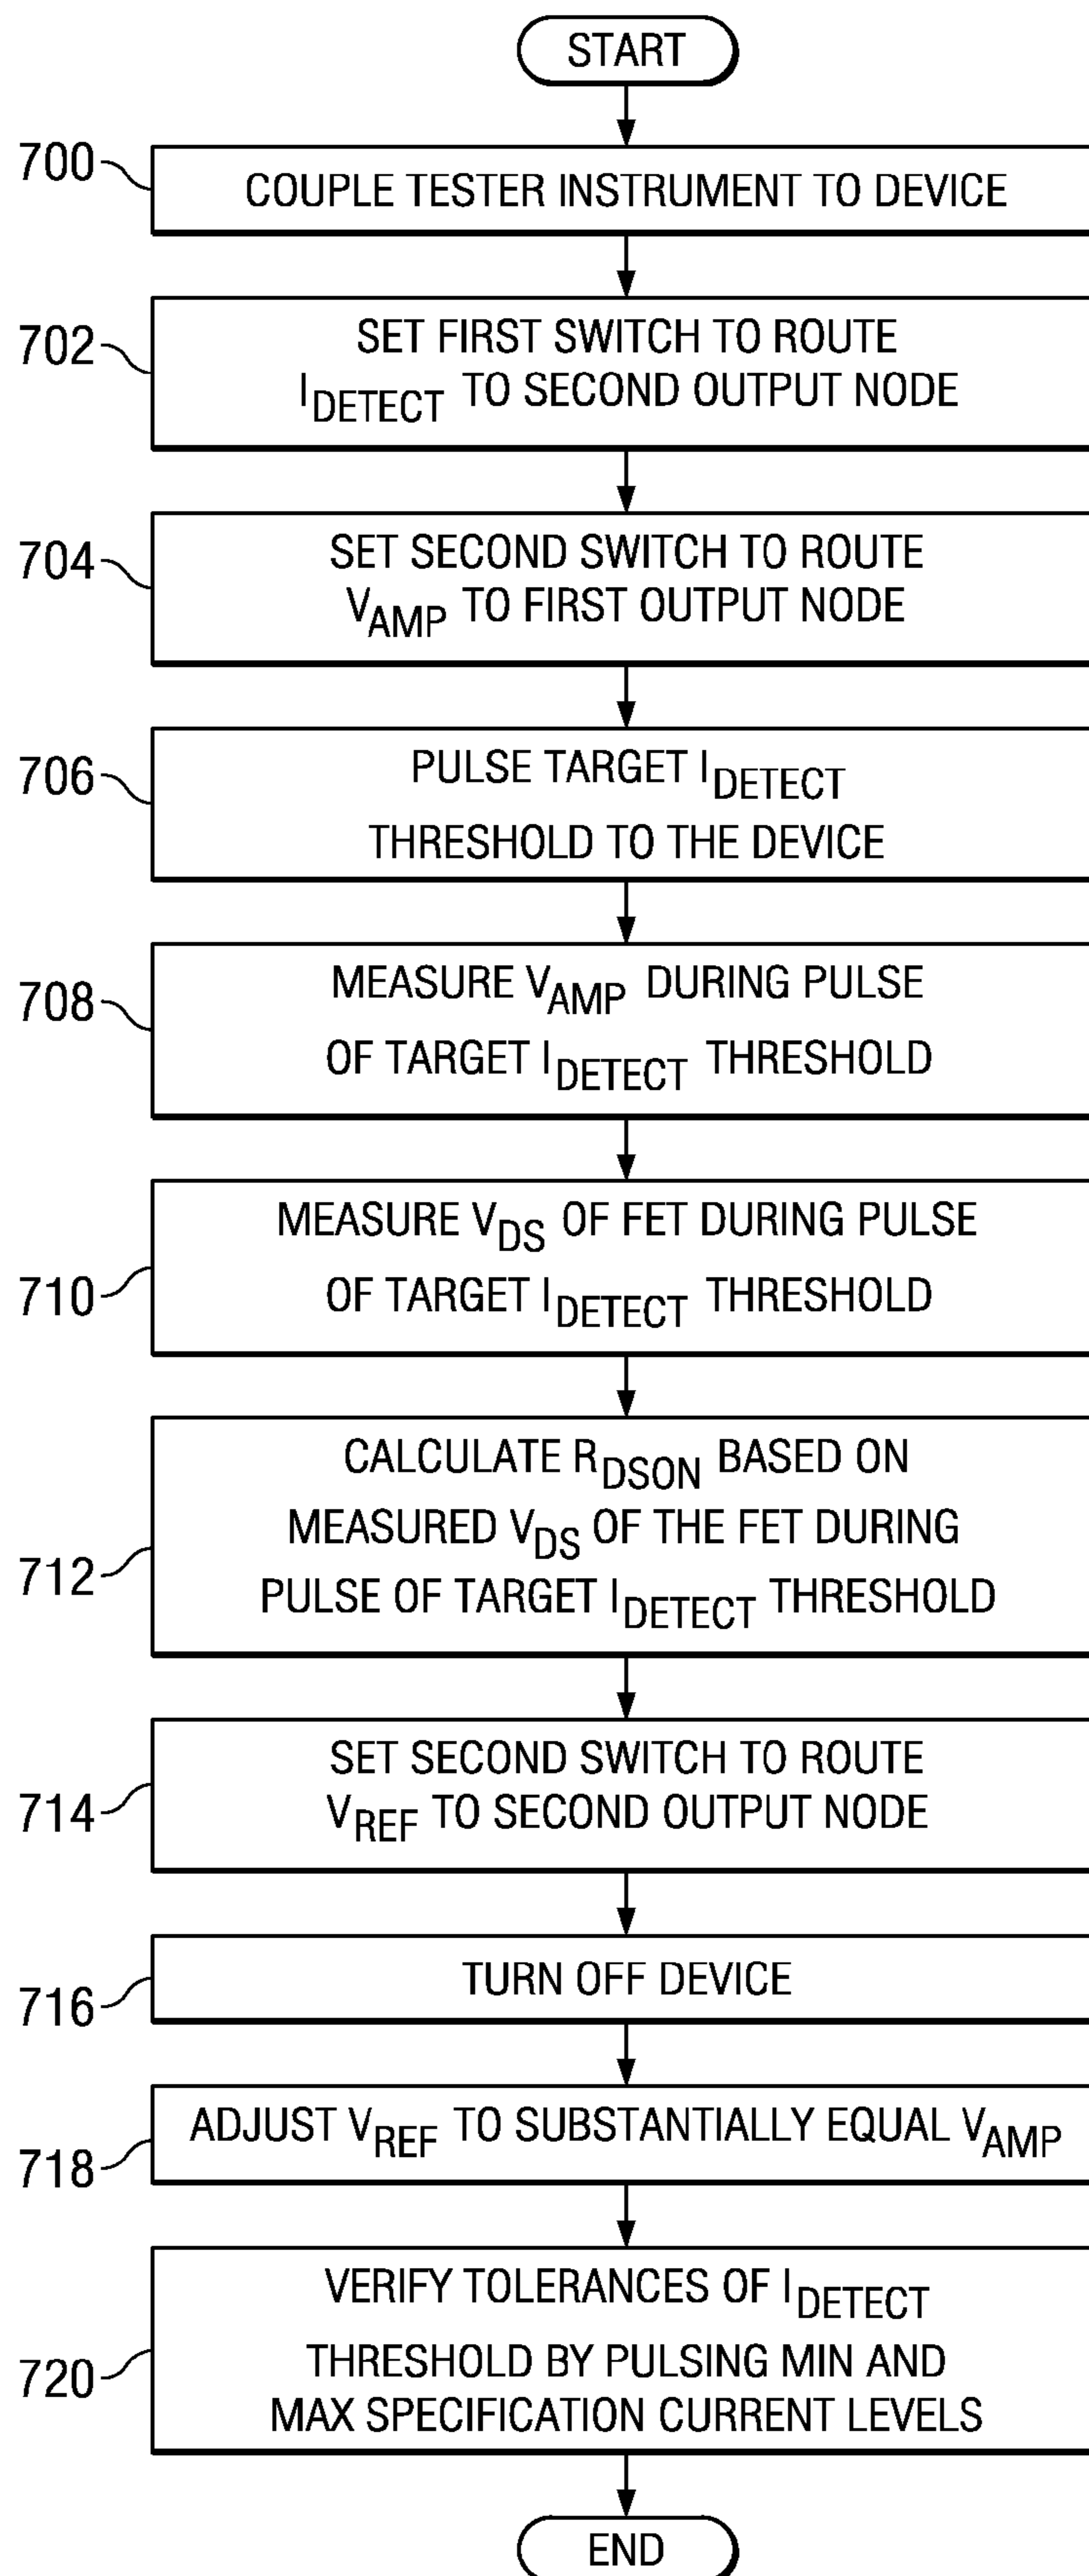 START
700
COUPLE TESTER INSTRUMENT TO DEVICE
702
SET FIRST SWITCH TO ROUTE
IDETECT TO SECOND OUTPUT NODE
704
SET SECOND SWITCH TO ROUTE
VAMP TO FIRST OUTPUT NODE
706
PULSE TARGET IDETECT
THRESHOLD TO THE DEVICE
708
MEASURE VAMP DURING PULSE
OF TARGET IDETECT THRESHOLD
710
MEASURE VDS OF FET DURING PULSE
OF TARGET IDETECT THRESHOLD
712
CALCULATE RDSON BASED ON
MEASURED VDS OF THE FET DURING
PULSE OF TARGET IDETECT THRESHOLD
714
SET SECOND SWITCH TO ROUTE
VREF TO SECOND OUTPUT NODE
716
TURN OFF DEVICE
718
ADJUST VREF TO SUBSTANTIALLY EQUAL VAMP
720
VERIFY TOLERANCES OF IDETECT
THRESHOLD BY PULSING MIN AND
MAX SPECIFICATION CURRENT LEVELS
END